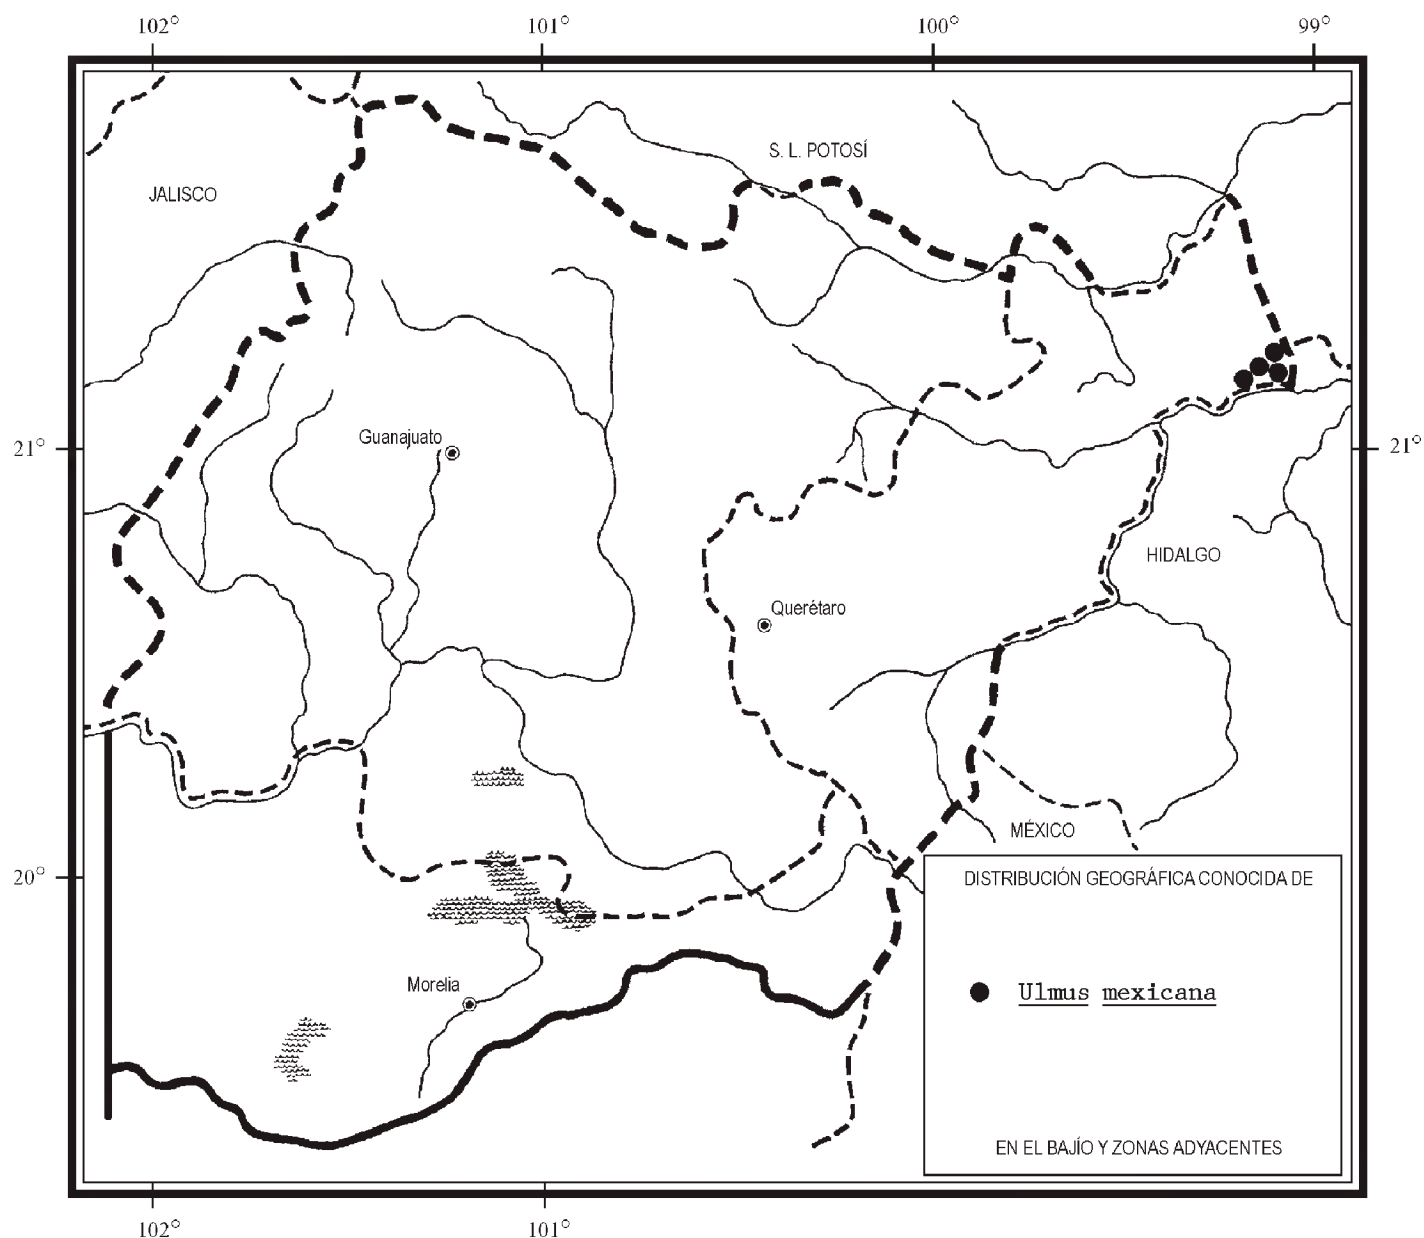 102° 101° 100° 99°
S. L. POTOSÍ
JALISCO
Guanajuato
21° 21°
HIDALGO
Querétaro
MÉXICO
20°
DISTRIBUCIÓN GEOGRÁFICA CONOCIDA DE
Morelia
Ulmus mexicana
EN EL BAJÍO Y ZONAS ADYACENTES
102° 101°